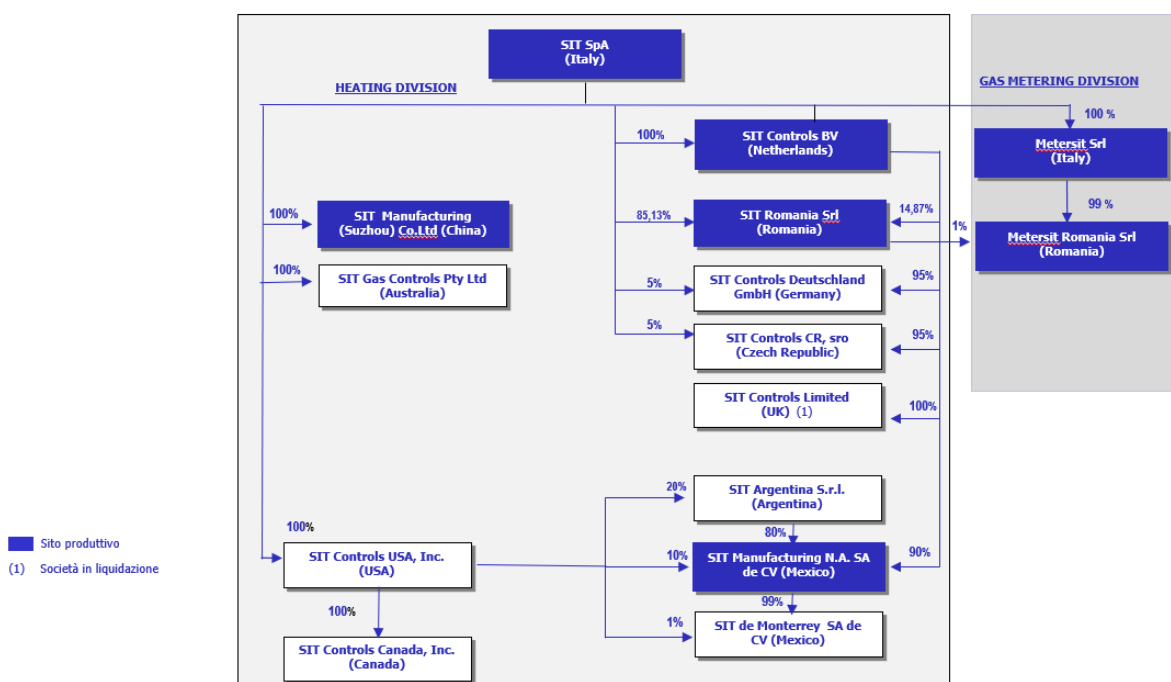 SIT SpA
(Italy)
HEATING DIVISION
GAS METERING DIVISION
100 %
100%
SIT Controls BV
(Netherlands)
Metersit Srl
(Italy)
99 %
100%
SIT Manufacturing
(Suzhou) Co.Ltd (China)
85,13%
SIT Romania Srl
(Romania)
14,87%
1%
Metersit Romania Srl
(Romania)
100%
SIT Gas Controls Pty Ltd
(Australia)
5%
SIT Controls Deutschland
GmbH (Germany)
95%
5%
SIT Controls CR, sro
(Czech Republic)
95%
SIT Controls Limited
(UK) (1)
100%
20%
SIT Argentina S.r.l.
(Argentina)
80%
100%
SIT Controls USA, Inc.
(USA)
10%
SIT Manufacturing N.A. SA
de CV (Mexico)
90%
99%
100%
1%
SIT de Monterrey SA de
CV (Mexico)
SIT Controls Canada, Inc.
(Canada)
Sito produttivo
(1) Società in liquidazione